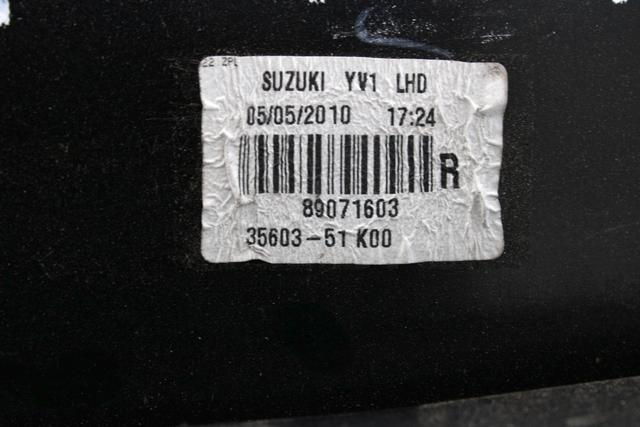 22 ZPL
SUZUKI YV1 LHD
05/05/2010 17:24
R
89071603
35603-51K00